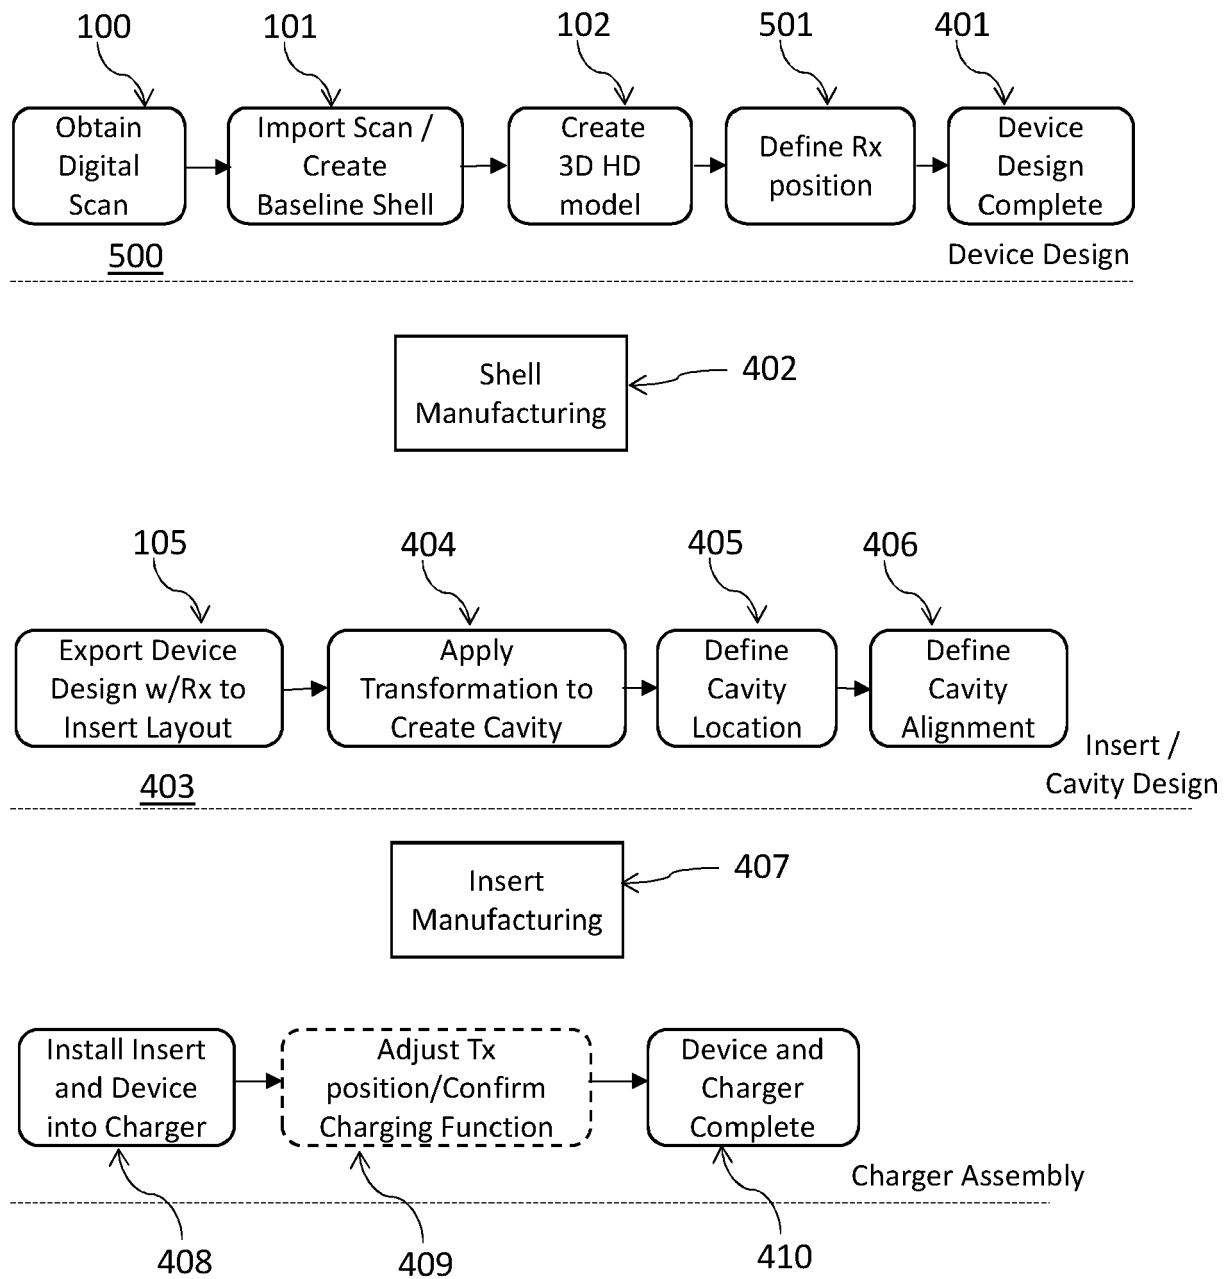 100
101
102
501
401
Obtain
Digital
Scan
Import Scan /
Create
Baseline Shell
Create
3D HD
model
Define Rx
position
Device
Design
Complete
500
Device Design
Shell
Manufacturing
402
105
404
405
406
Export Device
Design w/Rx to
Insert Layout
Apply
Transformation to
Create Cavity
Define
Cavity
Location
Define
Cavity
Alignment
403
Insert /
Cavity Design
Insert
Manufacturing
407
Install Insert
and Device
into Charger
Adjust Tx
position/Confirm
Charging Function
Device and
Charger
Complete
Charger Assembly
408
409
410